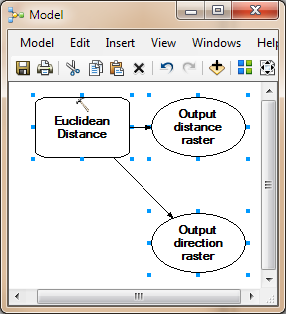 Model
Model Edit Insert View Windows Help
Euclidean
Distance
Output
distance
raster
Output
direction
raster